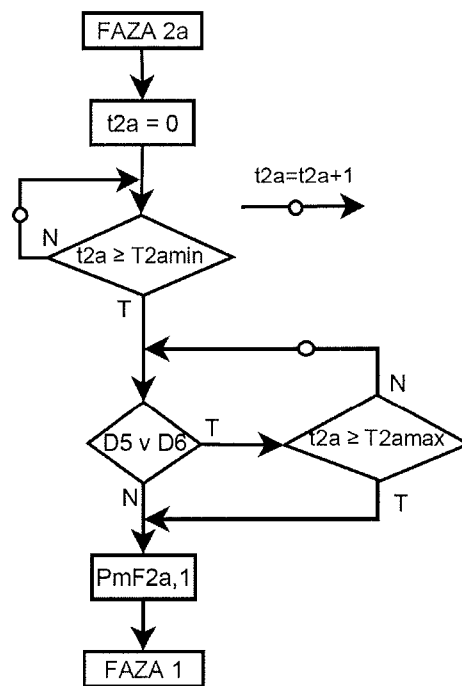 FAZA 2a
t2a = 0
t2a=t2a+1
N
t2a ≥ T2amin
T
N
D5 v D6
T
t2a ≥ T2amax
N
T
PmF2a,1
FAZA 1